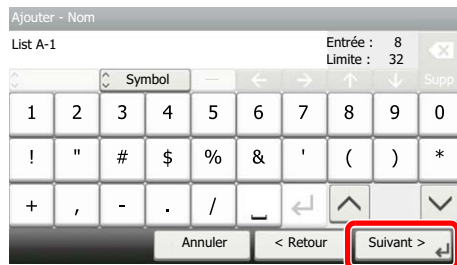 Ajouter - Nom
List A-1
Entrée : 8
Limite : 32
Symbol
Supp
1 2 3 4 5 6 7 8 9 0
! " # $ % & ' ( ) *
+ , - . / _
Annuler < Retour Suivant >